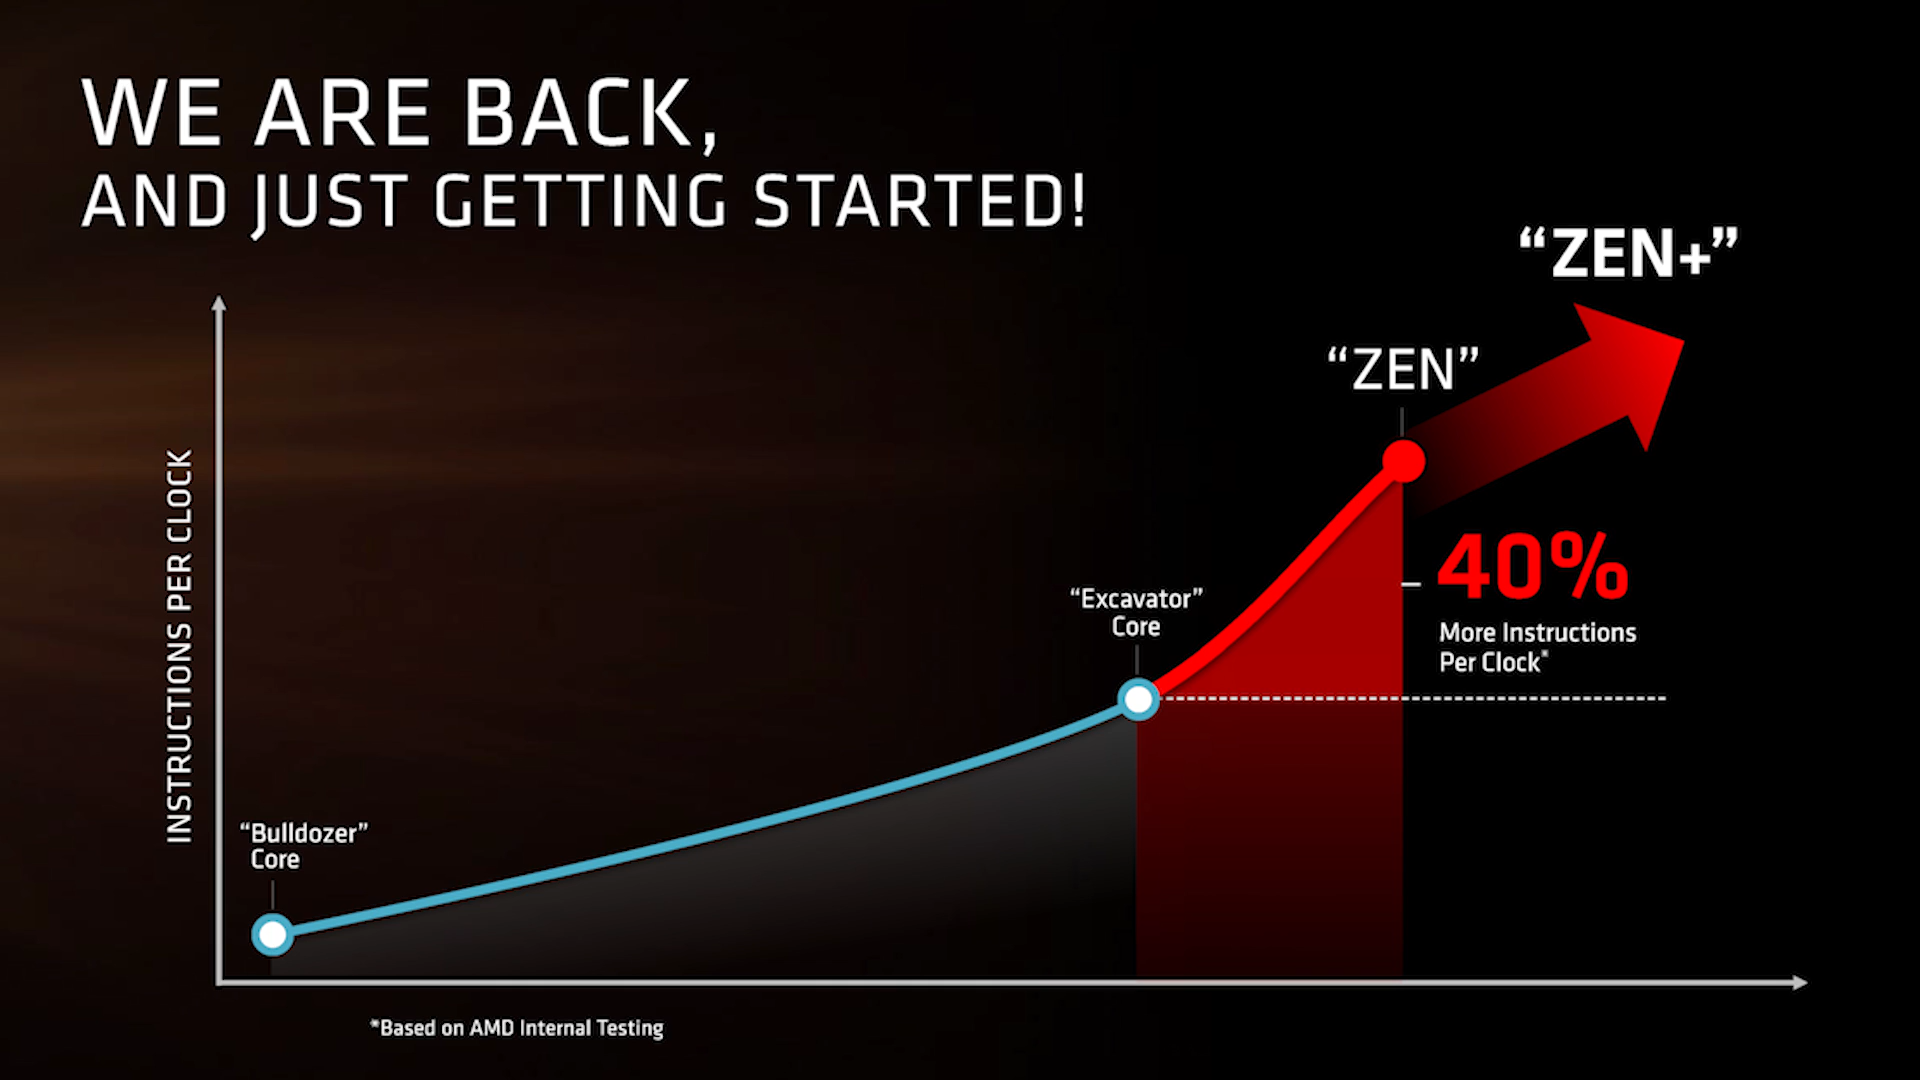 WE ARE BACK,
AND JUST GETTING STARTED!
“ZEN+”
“ZEN”
40%
More Instructions
Per Clock*
“Excavator”
Core
INSTRUCTIONS PER CLOCK
“Bulldozer”
Core
*Based on AMD Internal Testing